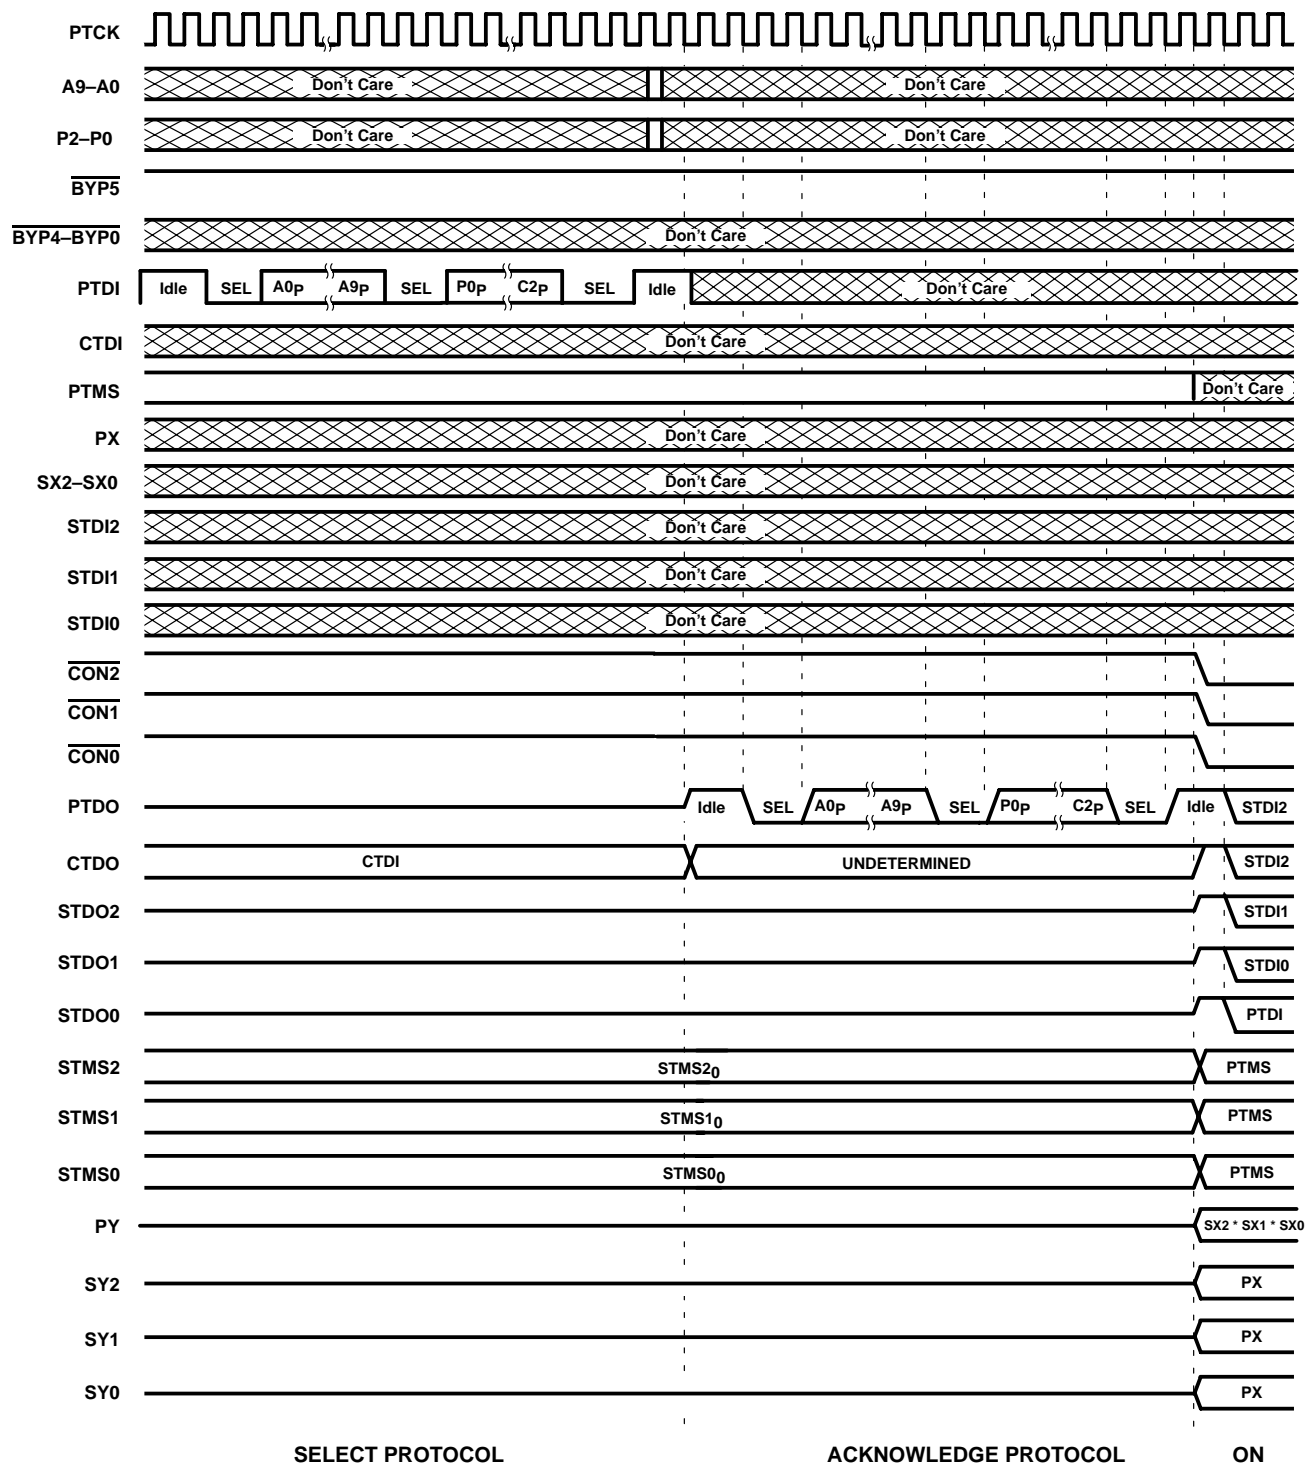 PTCK
A9–A0 Don't Care Don't Care
P2–P0 Don't Care Don't Care
BYP5
BYP4–BYP0 Don't Care
PTDI Idle SEL A0P A9P SEL P0P C2P SEL Idle Don't Care
CTDI Don't Care
PTMS Don't Care
PX Don't Care
SX2–SX0 Don't Care
STDI2 Don't Care
STDI1 Don't Care
STDI0 Don't Care
CON2
CON1
CON0
PTDO Idle SEL A0P A9P SEL P0P C2P SEL Idle STDI2
CTDO CTDI UNDETERMINED STDI2
STDO2 STDI1
STDO1 STDI0
STDO0 PTDI
STMS2 STMS20 PTMS
STMS1 STMS10 PTMS
STMS0 STMS00 PTMS
PY SX2 * SX1 * SX0
SY2 PX
SY1 PX
SY0 PX
SELECT PROTOCOL ACKNOWLEDGE PROTOCOL ON